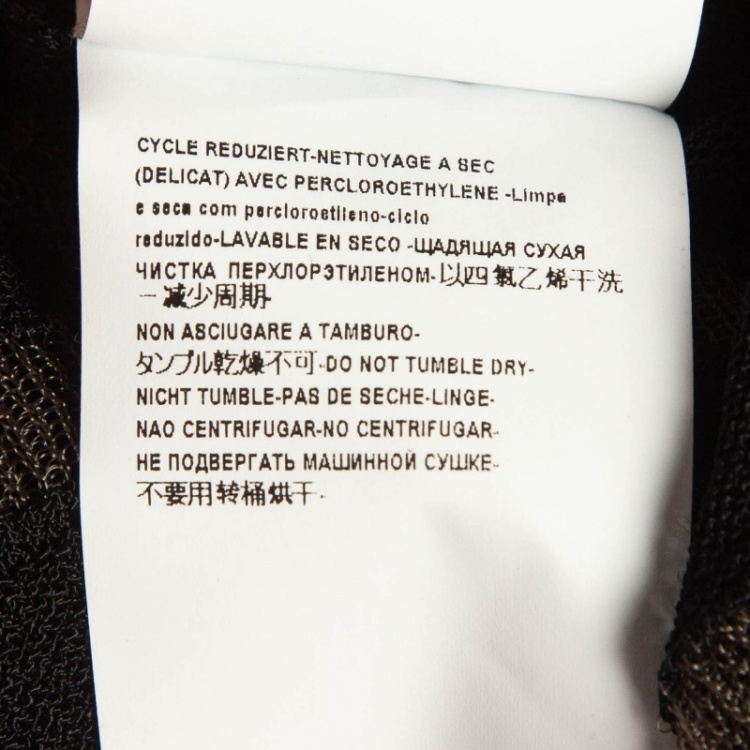 CYCLE REDUZIERT-NETTOYAGE A SEC
(DELICAT) AVEC PERCLOROETHYLENE -Limpa
e seca com percloroetileno-ciclo
reduzido-LAVABLE EN SECO -ЩАДЯЩАЯ СУХАЯ
ЧИСТКА ПЕРХЛОРЭТИЛЕНОМ-以四氯乙烯干洗
-减少周期-
NON ASCIUGARE A TAMBURO-
タンブル乾燥不可-DO NOT TUMBLE DRY-
NICHT TUMBLE-PAS DE SECHE-LINGE-
NAO CENTRIFUGAR-NO CENTRIFUGAR-
НЕ ПОДВЕРГАТЬ МАШИННОЙ СУШКЕ-
不要用转桶烘干-